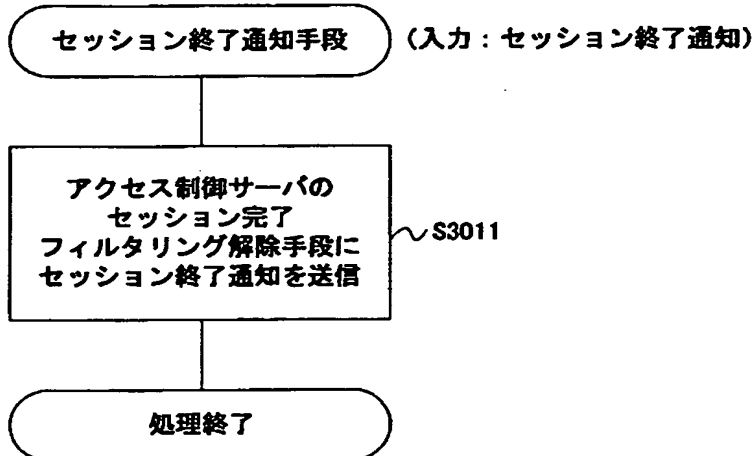 セッション終了通知手段
(入力:セッション終了通知)
アクセス制御サーバの
セッション完了
フィルタリング解除手段に
セッション終了通知を送信
S3011
処理終了